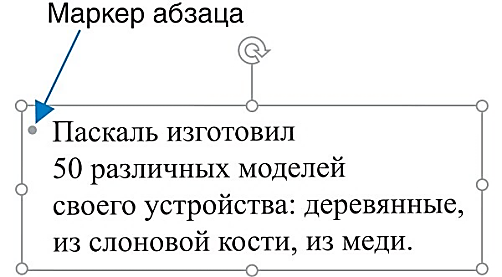 Маркер абзаца
• Паскаль изготовил
50 различных моделей
своего устройства: деревянные,
из слоновой кости, из меди.